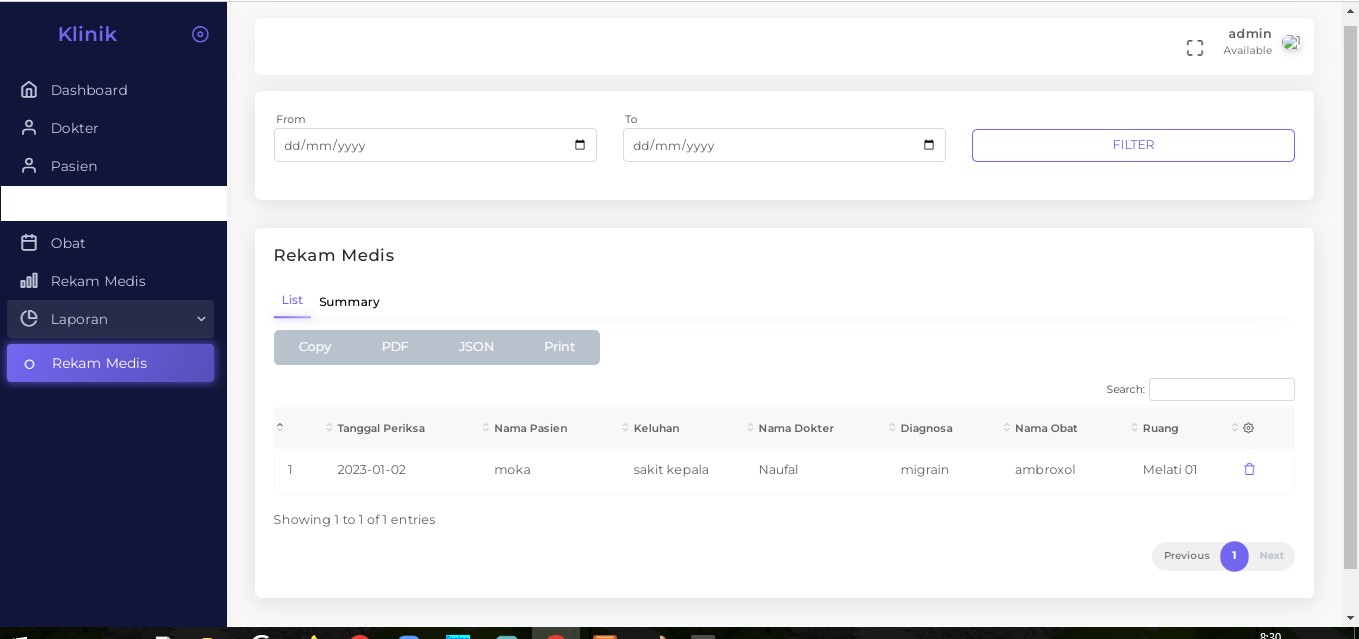 Klinik
admin
Available
Dashboard
Dokter
Pasien
Obat
Rekam Medis
Laporan
Rekam Medis
From
To
dd/mm/yyyy
dd/mm/yyyy
FILTER
Rekam Medis
List Summary
Copy PDF JSON Print
Search:
Tanggal Periksa Nama Pasien Keluhan Nama Dokter Diagnosa Nama Obat Ruang
1 2023-01-02 moka sakit kepala Naufal migrain ambroxol Melati 01
Showing 1 to 1 of 1 entries
Previous 1 Next
8:30